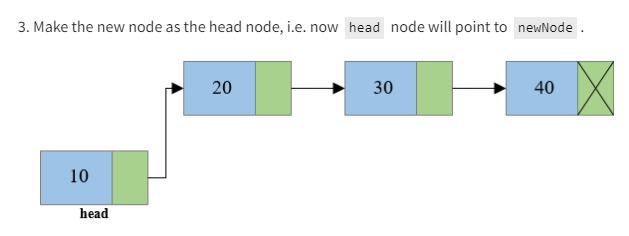 3. Make the new node as the head node, i.e. now head node will point to newNode .
20 30 40
10
head